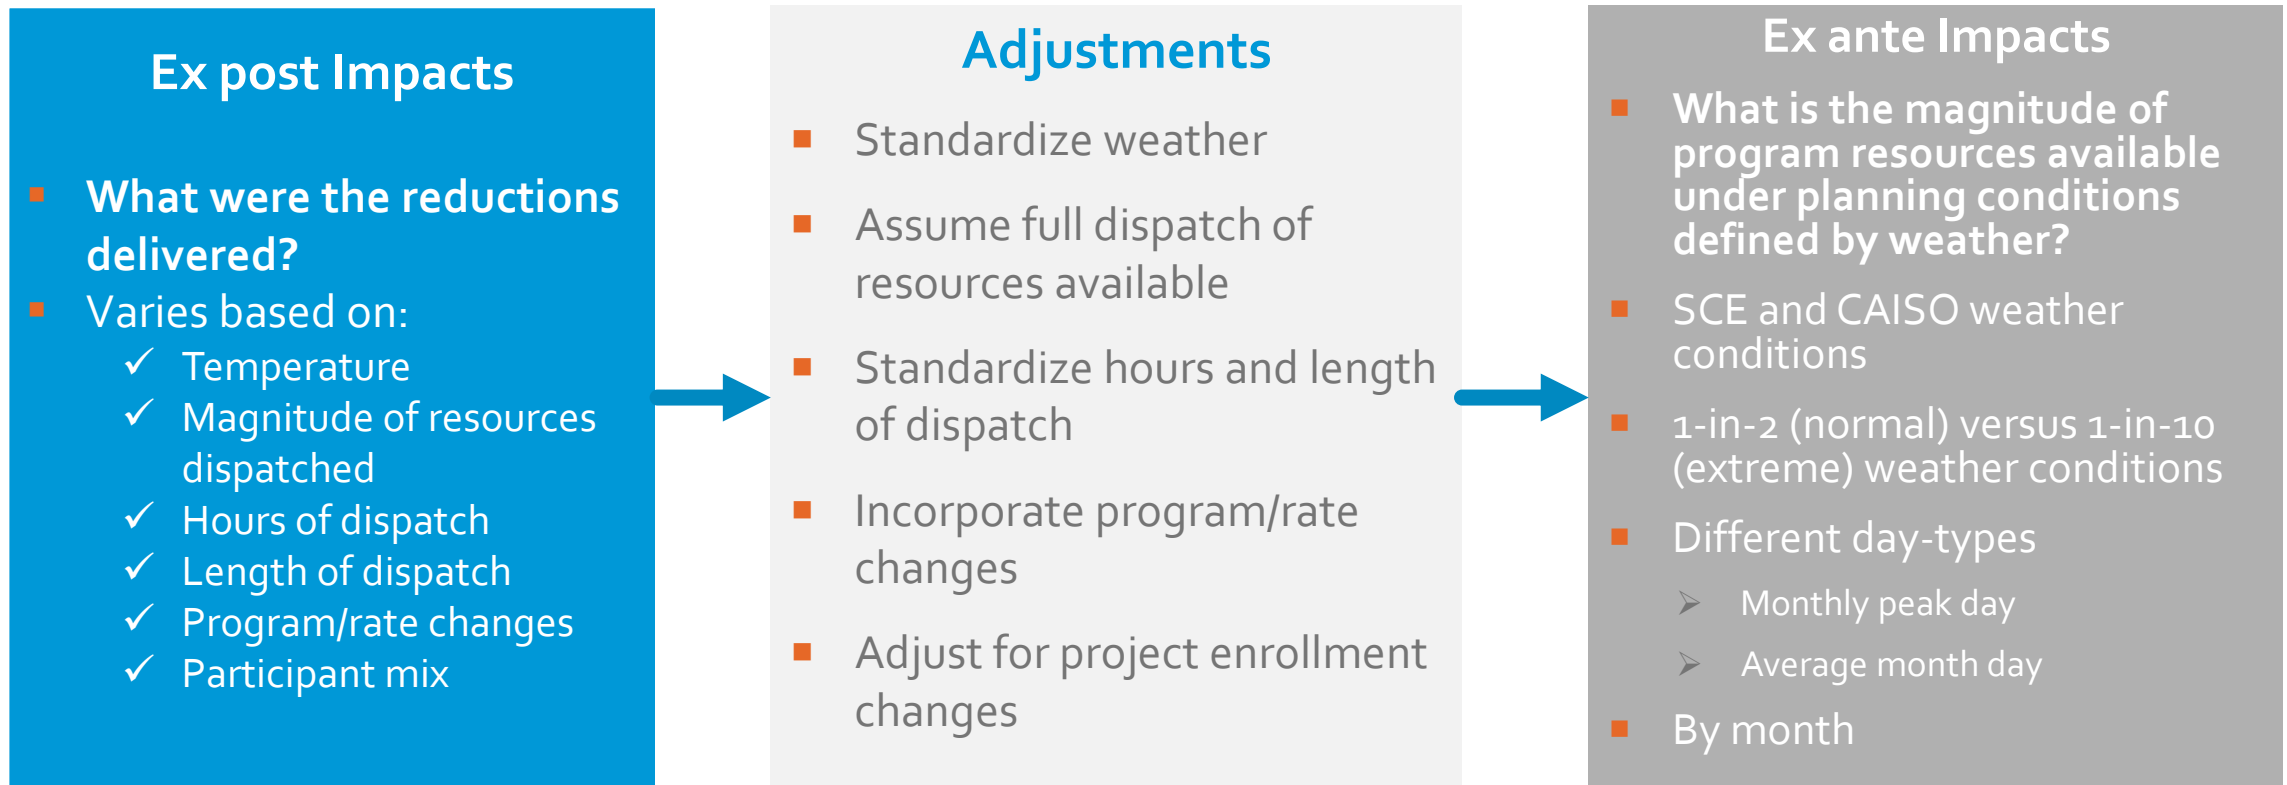 Ex post Impacts
What were the reductions
delivered?
Varies based on:
Temperature
Magnitude of resources
dispatched
Hours of dispatch
Length of dispatch
Program/rate changes
Participant mix
Adjustments
Standardize weather
Assume full dispatch of
resources available
Standardize hours and length
of dispatch
Incorporate program/rate
changes
Adjust for project enrollment
changes
Ex ante Impacts
What is the magnitude of
program resources available
under planning conditions
defined by weather?
SCE and CAISO weather
conditions
1-in-2 (normal) versus 1-in-10
(extreme) weather conditions
Different day-types
Monthly peak day
Average month day
By month